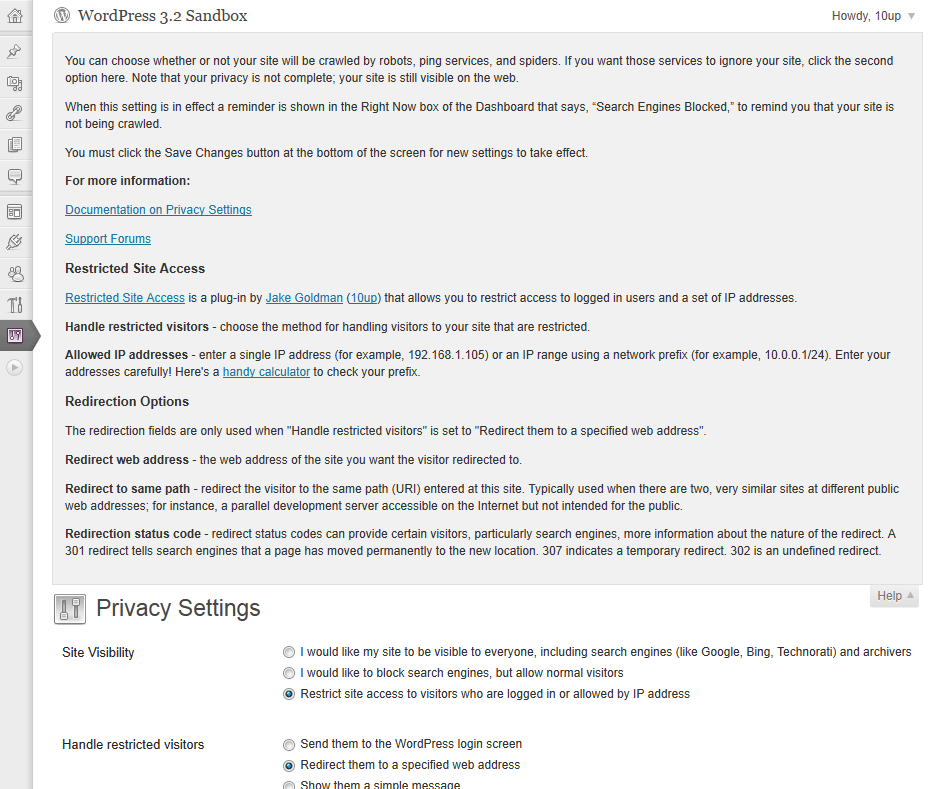 WordPress 3.2 Sandbox
Howdy, 10up
You can choose whether or not your site will be crawled by robots, ping services, and spiders. If you want those services to ignore your site, click the second
option here. Note that your privacy is not complete; your site is still visible on the web.
When this setting is in effect a reminder is shown in the Right Now box of the Dashboard that says, “Search Engines Blocked,” to remind you that your site is
not being crawled.
You must click the Save Changes button at the bottom of the screen for new settings to take effect.
For more information:
Documentation on Privacy Settings
Support Forums
Restricted Site Access
Restricted Site Access is a plug-in by Jake Goldman (10up) that allows you to restrict access to logged in users and a set of IP addresses.
Handle restricted visitors - choose the method for handling visitors to your site that are restricted.
Allowed IP addresses - enter a single IP address (for example, 192.168.1.105) or an IP range using a network prefix (for example, 10.0.0.1/24). Enter your
addresses carefully! Here's a handy calculator to check your prefix.
Redirection Options
The redirection fields are only used when "Handle restricted visitors" is set to "Redirect them to a specified web address".
Redirect web address - the web address of the site you want the visitor redirected to.
Redirect to same path - redirect the visitor to the same path (URI) entered at this site. Typically used when there are two, very similar sites at different public
web addresses; for instance, a parallel development server accessible on the Internet but not intended for the public.
Redirection status code - redirect status codes can provide certain visitors, particularly search engines, more information about the nature of the redirect. A
301 redirect tells search engines that a page has moved permanently to the new location. 307 indicates a temporary redirect. 302 is an undefined redirect.
Help
Privacy Settings
Site Visibility
I would like my site to be visible to everyone, including search engines (like Google, Bing, Technorati) and archivers
I would like to block search engines, but allow normal visitors
Restrict site access to visitors who are logged in or allowed by IP address
Handle restricted visitors
Send them to the WordPress login screen
Redirect them to a specified web address
Show them a simple message